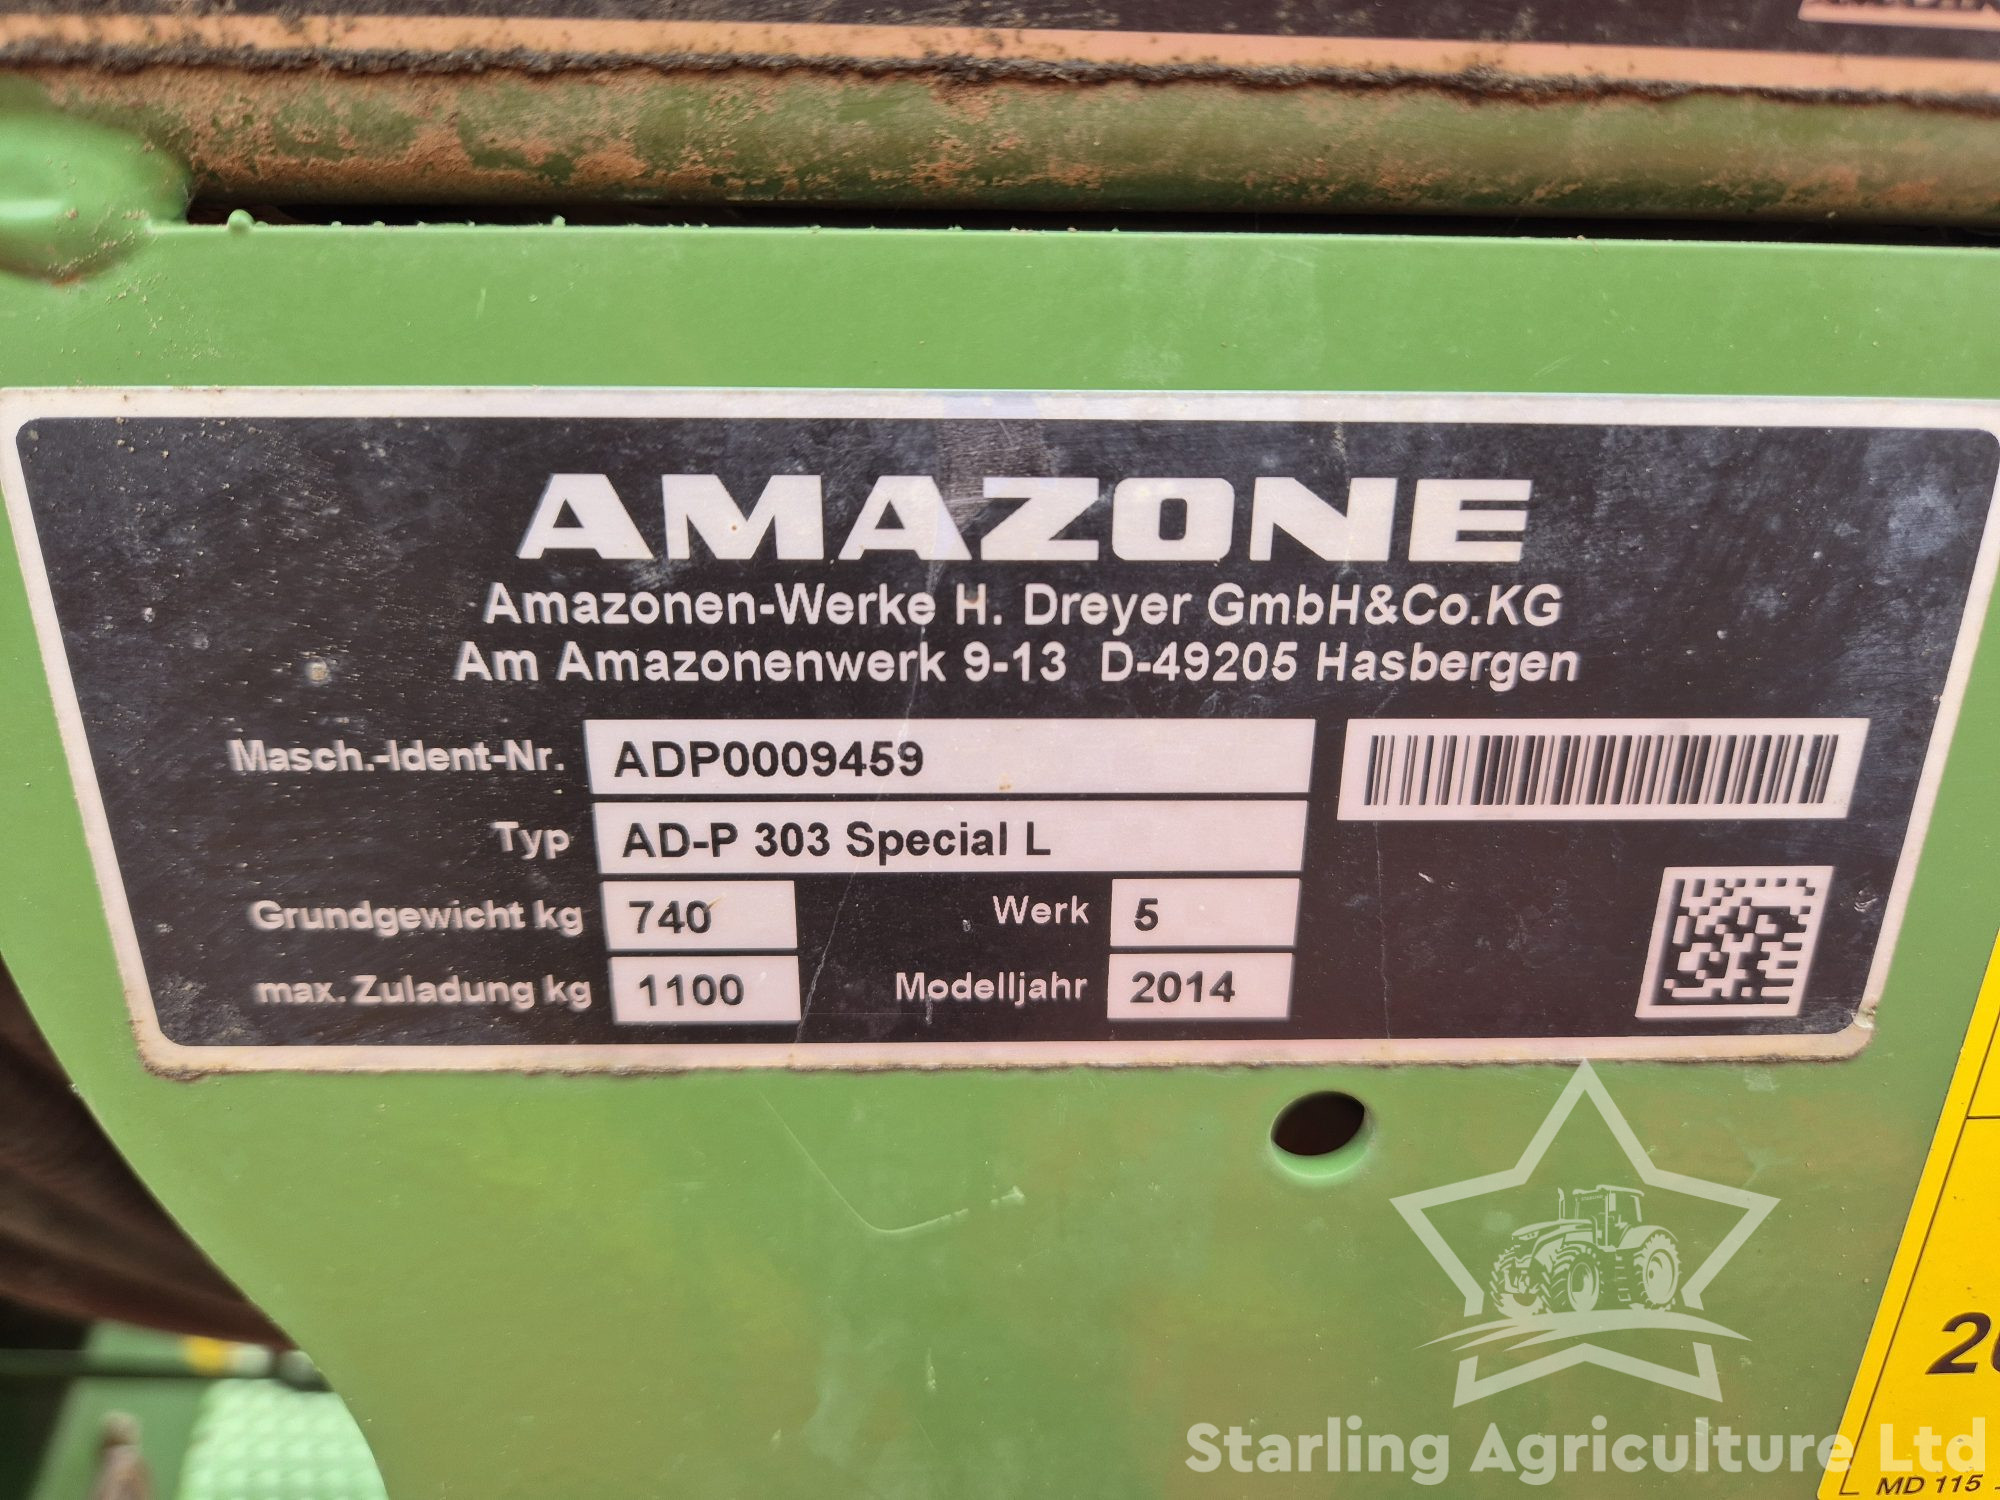 AMAZONE
Amazonen-Werke H. Dreyer GmbH&Co.KG
Am Amazonenwerk 9-13 D-49205 Hasbergen
Masch.-Ident-Nr. ADP0009459
Typ AD-P 303 Special L
Grundgewicht kg 740 Werk 5
max. Zuladung kg 1100 Modelljahr 2014
Starling Agriculture Ltd
MD 115